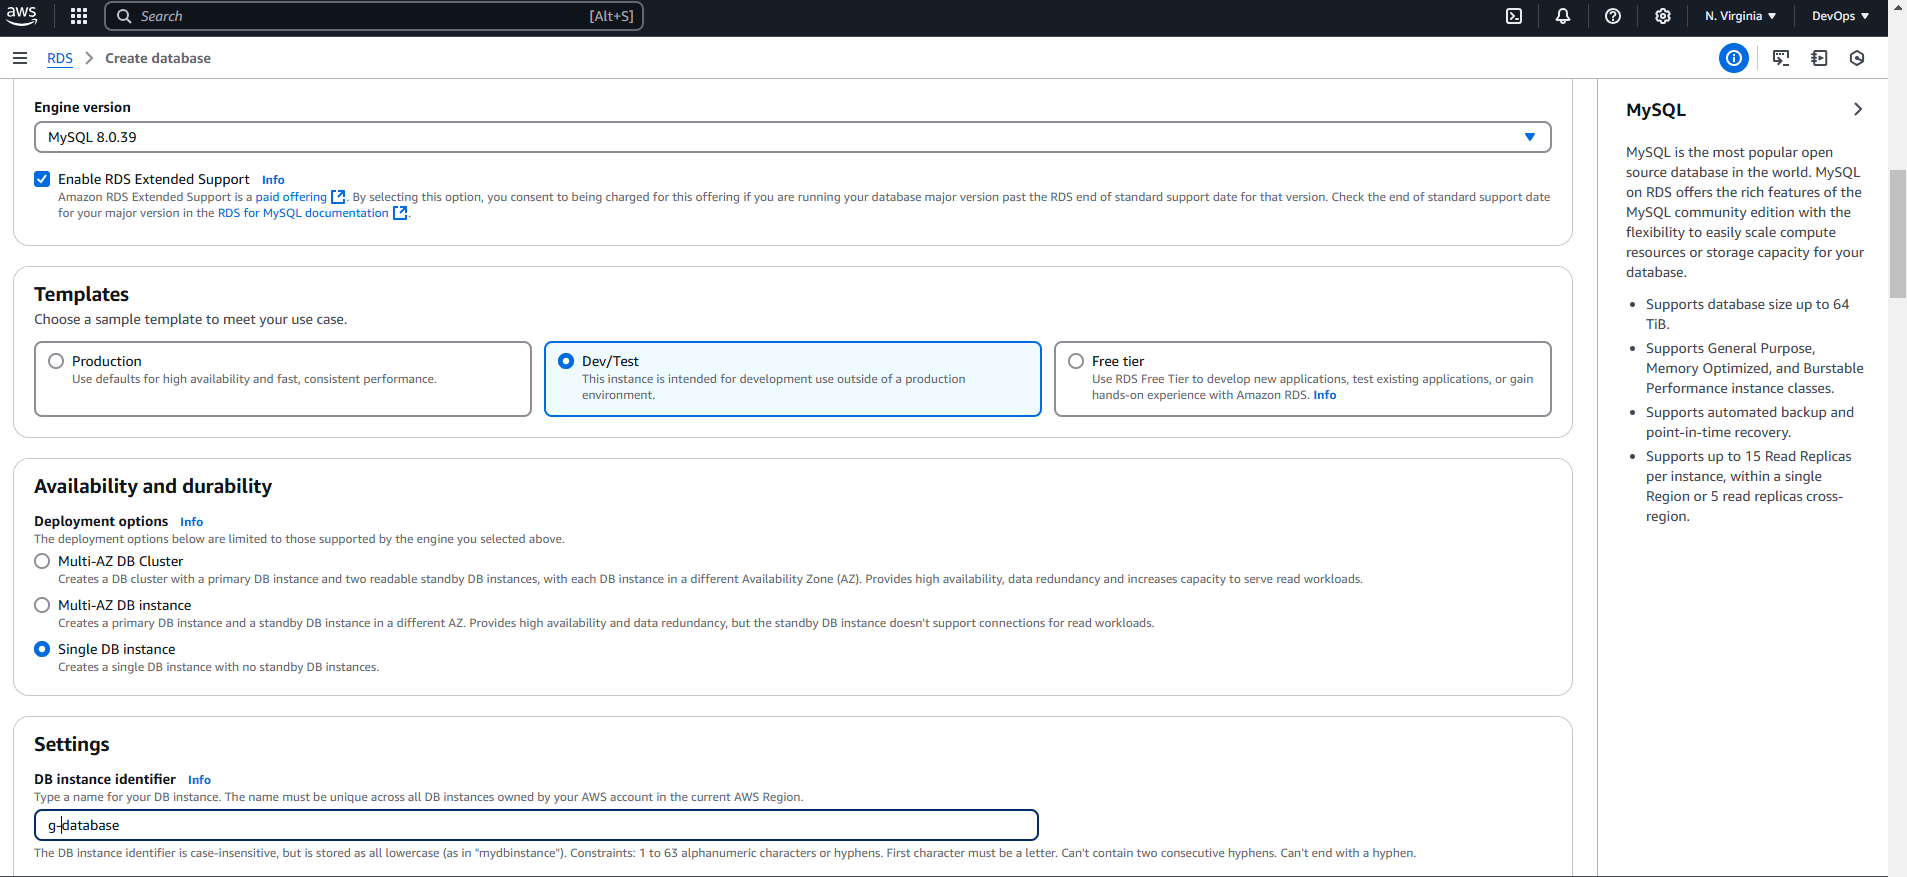 aws
Search [Alt+S]
N. Virginia
DevOps
RDS
Create database
Engine version
MySQL 8.0.39
Enable RDS Extended Support Info
Amazon RDS Extended Support is a paid offering. By selecting this option, you consent to being charged for this offering if you are running your database major version past the RDS end of standard support date for that version. Check the end of standard support date
for your major version in the RDS for MySQL documentation.
Templates
Choose a sample template to meet your use case.
Production
Use defaults for high availability and fast, consistent performance.
Dev/Test
This instance is intended for development use outside of a production
environment.
Free tier
Use RDS Free Tier to develop new applications, test existing applications, or gain
hands-on experience with Amazon RDS. Info
Availability and durability
Deployment options Info
The deployment options below are limited to those supported by the engine you selected above.
Multi-AZ DB Cluster
Creates a DB cluster with a primary DB instance and two readable standby DB instances, with each DB instance in a different Availability Zone (AZ). Provides high availability, data redundancy and increases capacity to serve read workloads.
Multi-AZ DB instance
Creates a primary DB instance and a standby DB instance in a different AZ. Provides high availability and data redundancy, but the standby DB instance doesn't support connections for read workloads.
Single DB instance
Creates a single DB instance with no standby DB instances.
Settings
DB instance identifier Info
Type a name for your DB instance. The name must be unique across all DB instances owned by your AWS account in the current AWS Region.
g-database
The DB instance identifier is case-insensitive, but is stored as all lowercase (as in "mydbinstance"). Constraints: 1 to 63 alphanumeric characters or hyphens. First character must be a letter. Can't contain two consecutive hyphens. Can't end with a hyphen.
MySQL
MySQL is the most popular open
source database in the world. MySQL
on RDS offers the rich features of the
MySQL community edition with the
flexibility to easily scale compute
resources or storage capacity for your
database.
• Supports database size up to 64
TiB.
• Supports General Purpose,
Memory Optimized, and Burstable
Performance instance classes.
• Supports automated backup and
point-in-time recovery.
• Supports up to 15 Read Replicas
per instance, within a single
Region or 5 read replicas cross-
region.